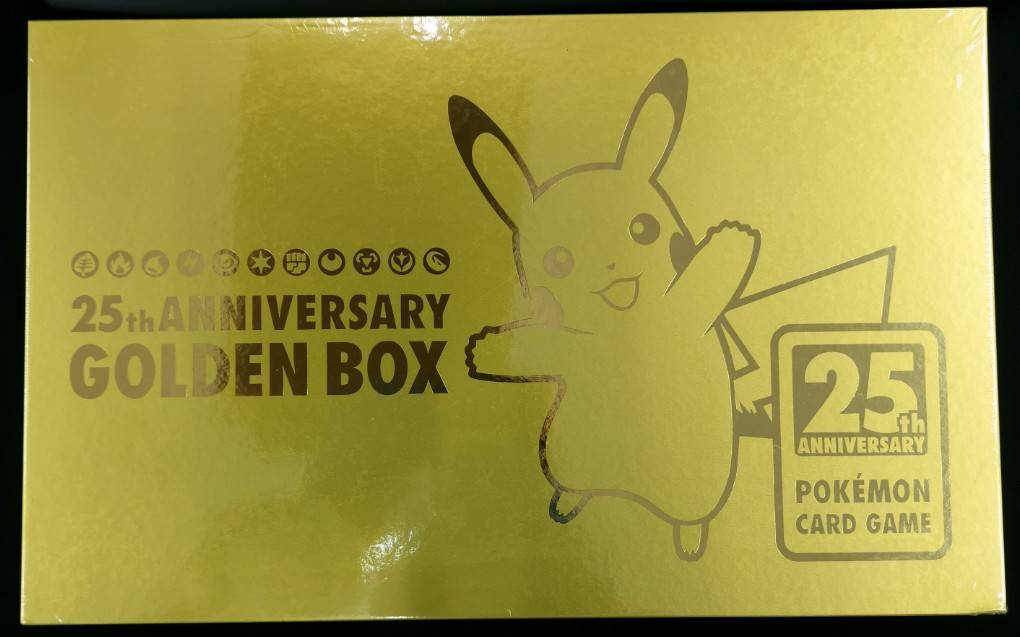 25th ANNIVERSARY
GOLDEN BOX
25th
ANNIVERSARY
POKÉMON
CARD GAME